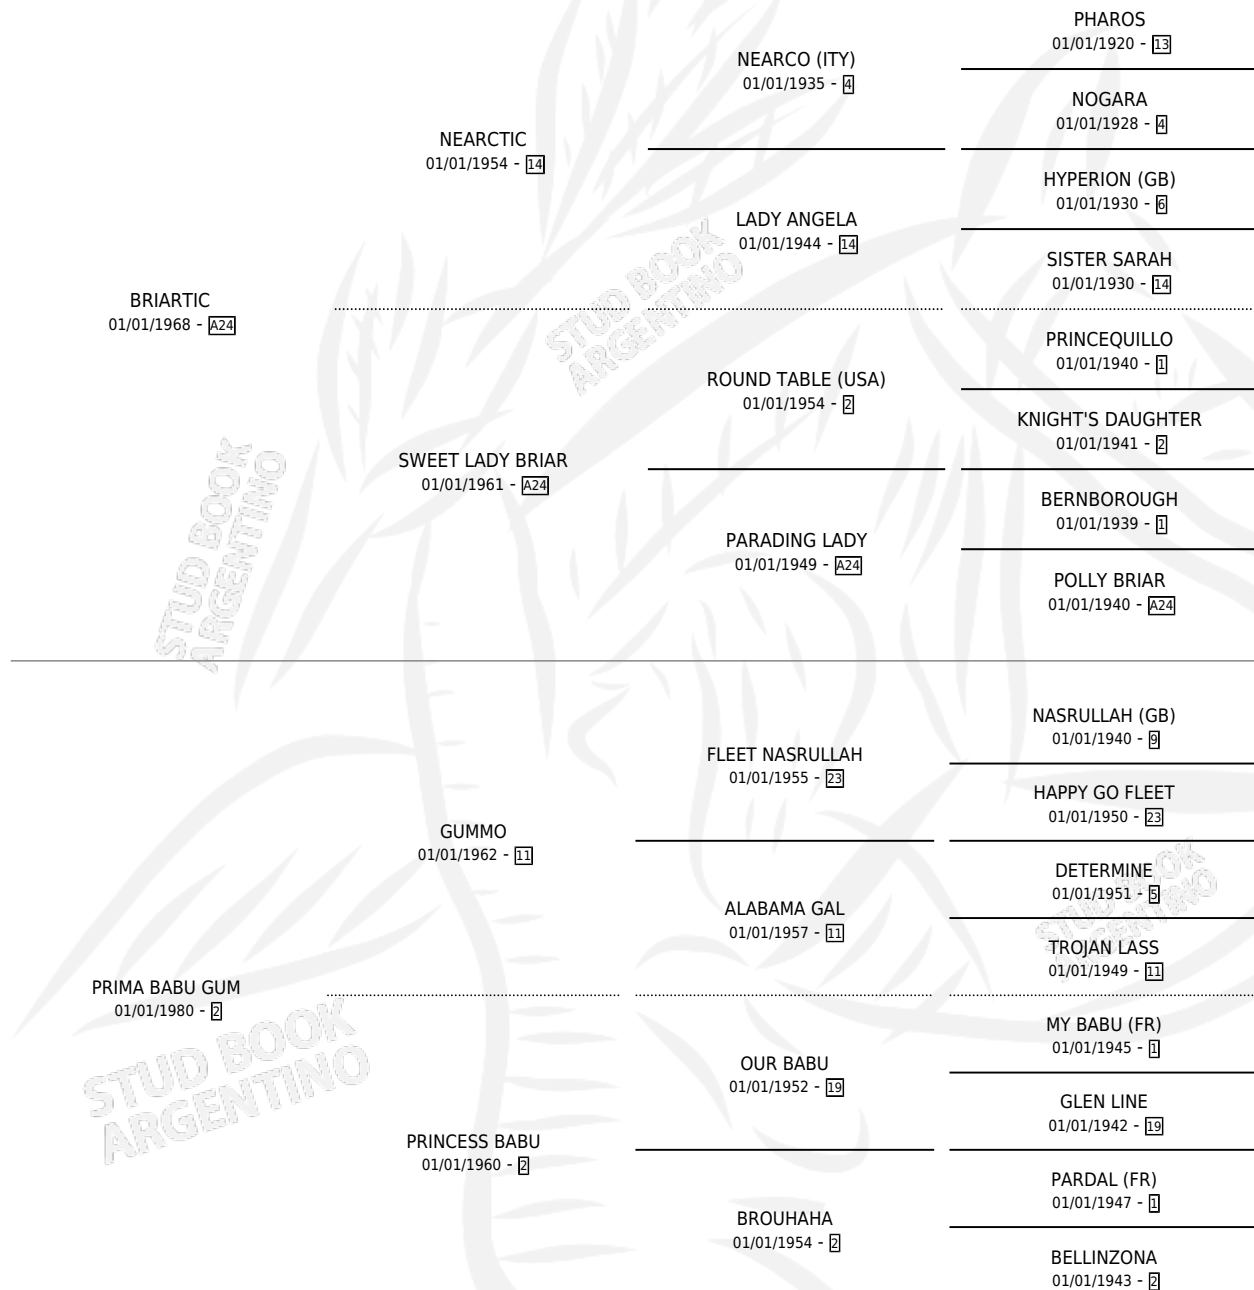 PHAROS
01/01/1920 - 13
NEARCO (ITY)
01/01/1935 - 4
NOGARA
01/01/1928 - 4
NEARCTIC
01/01/1954 - 14
HYPERION (GB)
01/01/1930 - 6
LADY ANGELA
01/01/1944 - 14
SISTER SARAH
01/01/1930 - 14
BRIARTIC
01/01/1968 - A24
PRINCEQUILLO
01/01/1940 - 1
ROUND TABLE (USA)
01/01/1954 - 2
KNIGHT'S DAUGHTER
01/01/1941 - 2
SWEET LADY BRIAR
01/01/1961 - A24
BERNBOROUGH
01/01/1939 - 1
PARADING LADY
01/01/1949 - A24
POLLY BRIAR
01/01/1940 - A24
NASRULLAH (GB)
01/01/1940 - 9
FLEET NASRULLAH
01/01/1955 - 23
HAPPY GO FLEET
01/01/1950 - 23
GUMMO
01/01/1962 - 11
DETERMINE
01/01/1951 - 5
ALABAMA GAL
01/01/1957 - 11
TROJAN LASS
01/01/1949 - 11
PRIMA BABU GUM
01/01/1980 - 2
MY BABU (FR)
01/01/1945 - 1
OUR BABU
01/01/1952 - 19
GLEN LINE
01/01/1942 - 19
PRINCESS BABU
01/01/1960 - 2
PARDAL (FR)
01/01/1947 - 1
BROUHAHA
01/01/1954 - 2
BELLINZONA
01/01/1943 - 2
STUD BOOK
ARGENTINO
STUD BOOK
ARGENTINO
STUD BOOK
ARGENTINO
STUD BOOK
ARGENTINO